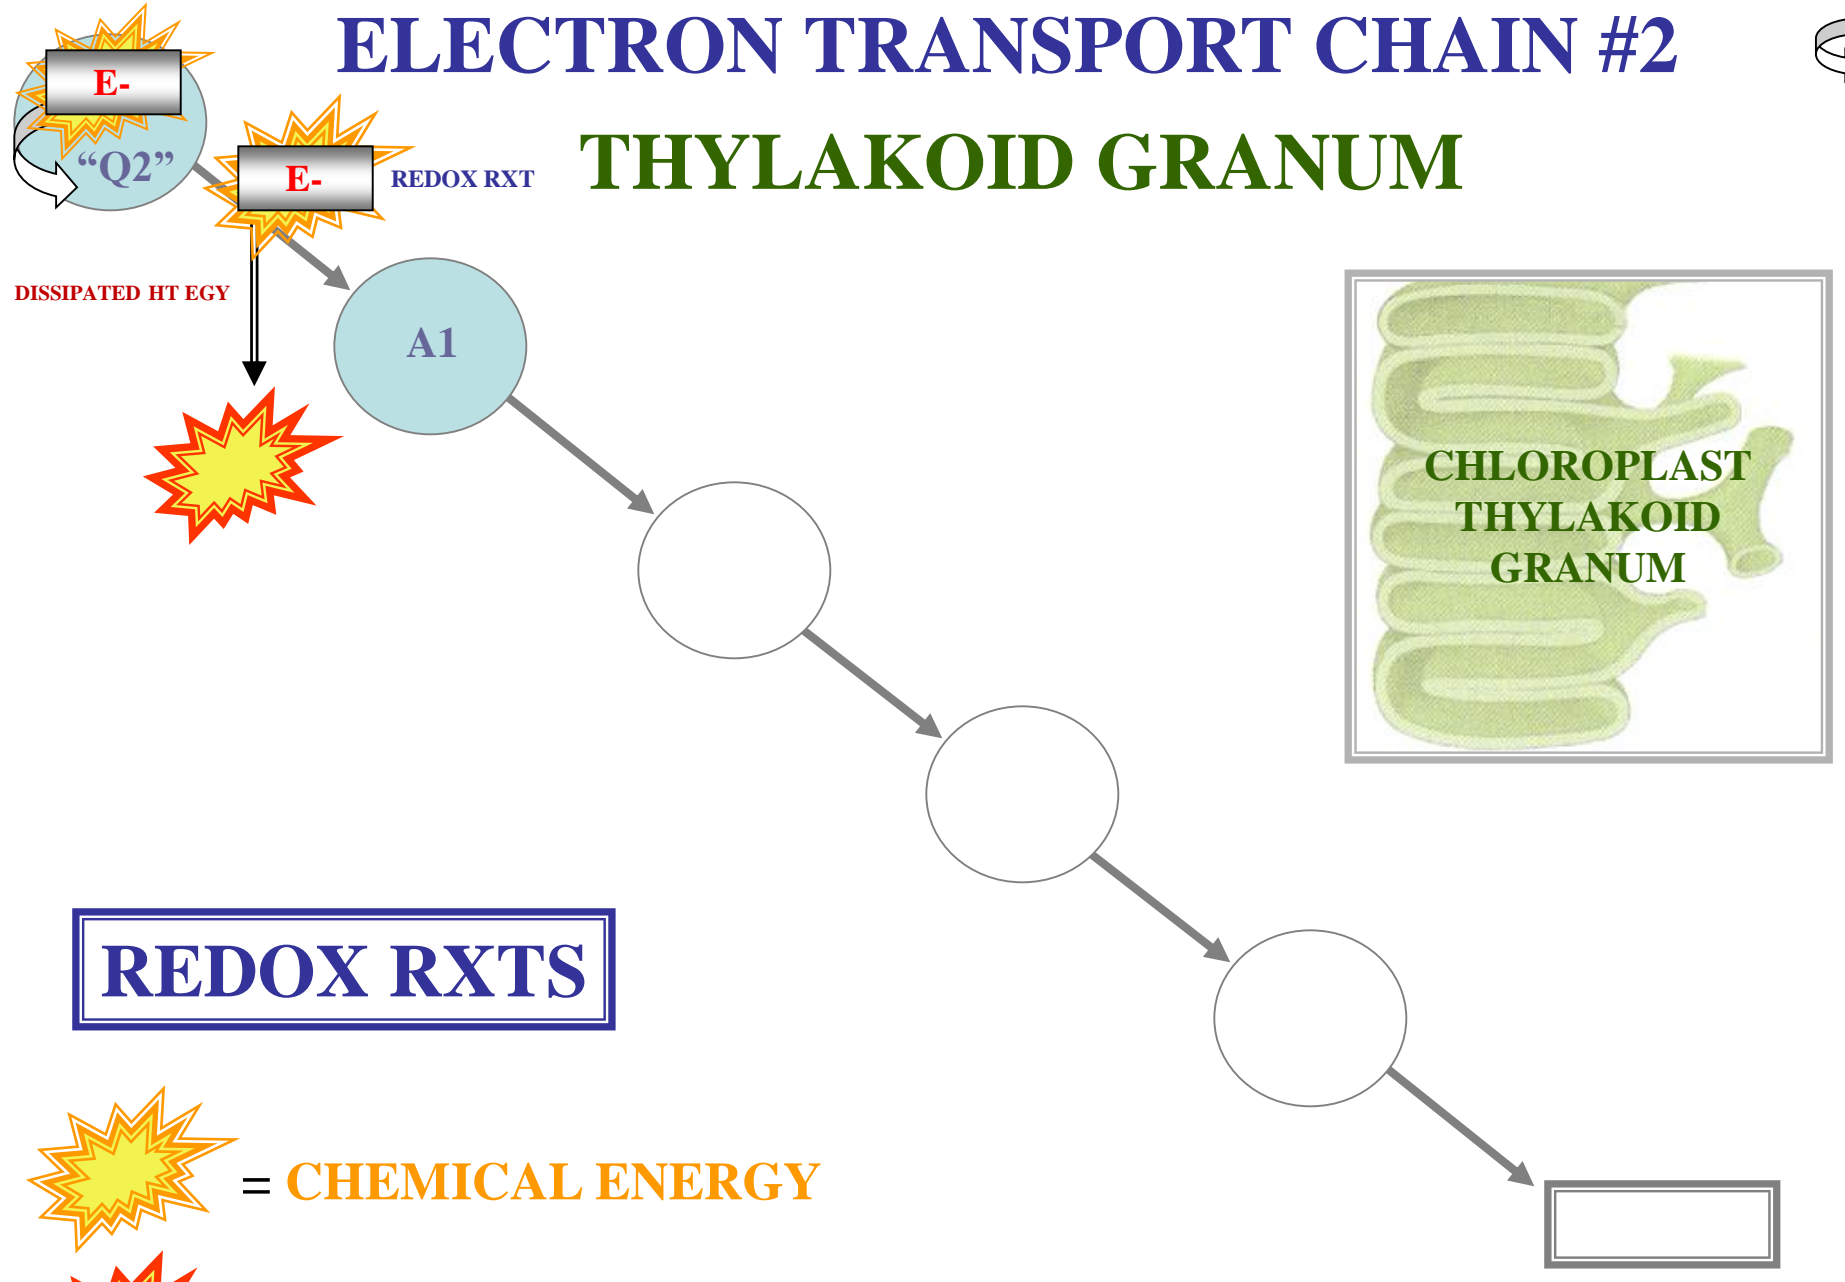 ELECTRON TRANSPORT CHAIN #2
THYLAKOID GRANUM
E-
“Q2”
E-
REDOX RXT
DISSIPATED HT EGY
A1
CHLOROPLAST
THYLAKOID
GRANUM
REDOX RXTS
= CHEMICAL ENERGY